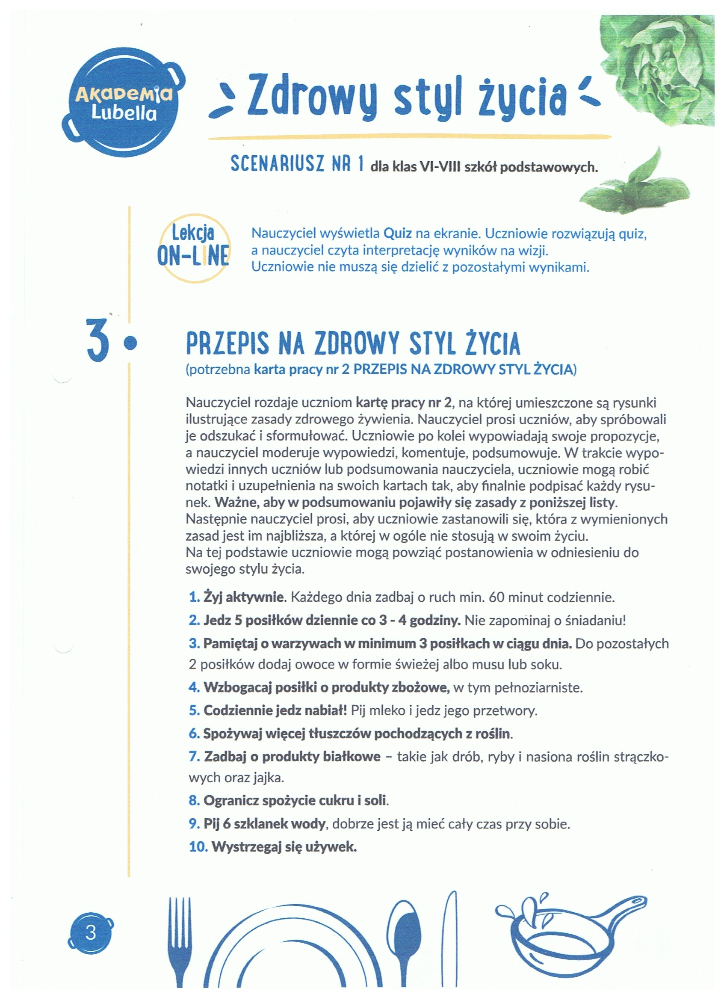 AKADEMIA
Lubella
Zdrowy styl życia
SCENARIUSZ NR 1 dla klas VI-VIII szkół podstawowych.
Lekcja
ON-LINE
Nauczyciel wyświetla Quiz na ekranie. Uczniowie rozwiązują quiz,
a nauczyciel czyta interpretację wyników na wizji.
Uczniowie nie muszą się dzielić z pozostałymi wynikami.
3
PRZEPIS NA ZDROWY STYL ŻYCIA
(potrzebna karta pracy nr 2 PRZEPIS NA ZDROWY STYL ŻYCIA)
Nauczyciel rozdaje uczniom kartę pracy nr 2, na której umieszczone są rysunki
ilustrujące zasady zdrowego żywienia. Nauczyciel prosi uczniów, aby spróbowali
je odszukać i sformułować. Uczniowie po kolei wypowiadają swoje propozycje,
a nauczyciel moderuje wypowiedzi, komentuje, podsumowuje. W trakcie wypo-
wiedzi innych uczniów lub podsumowania nauczyciela, uczniowie mogą robić
notatki i uzupełnienia na swoich kartach tak, aby finalnie podpisać każdy rysu-
nek. Ważne, aby w podsumowaniu pojawiły się zasady z poniższej listy.
Następnie nauczyciel prosi, aby uczniowie zastanowili się, która z wymienionych
zasad jest im najbliższa, a której w ogóle nie stosują w swoim życiu.
Na tej podstawie uczniowie mogą powziąć postanowienia w odniesieniu do
swojego stylu życia.
1. Żyj aktywnie. Każdego dnia zadbaj o ruch min. 60 minut codziennie.
2. Jedz 5 posiłków dziennie co 3 - 4 godziny. Nie zapominaj o śniadaniu!
3. Pamiętaj o warzywach w minimum 3 posiłkach w ciągu dnia. Do pozostałych
2 posiłków dodaj owoce w formie świeżej albo musu lub soku.
4. Wzbogacaj posiłki o produkty zbożowe, w tym pełnoziarniste.
5. Codziennie jedz nabiał! Pij mleko i jedz jego przetwory.
6. Spożywaj więcej tłuszczów pochodzących z roślin.
7. Zadbaj o produkty białkowe – takie jak drób, ryby i nasiona roślin strączko-
wych oraz jajka.
8. Ogranicz spożycie cukru i soli.
9. Pij 6 szklanek wody, dobrze jest ją mieć cały czas przy sobie.
10. Wystrzegaj się używek.
3